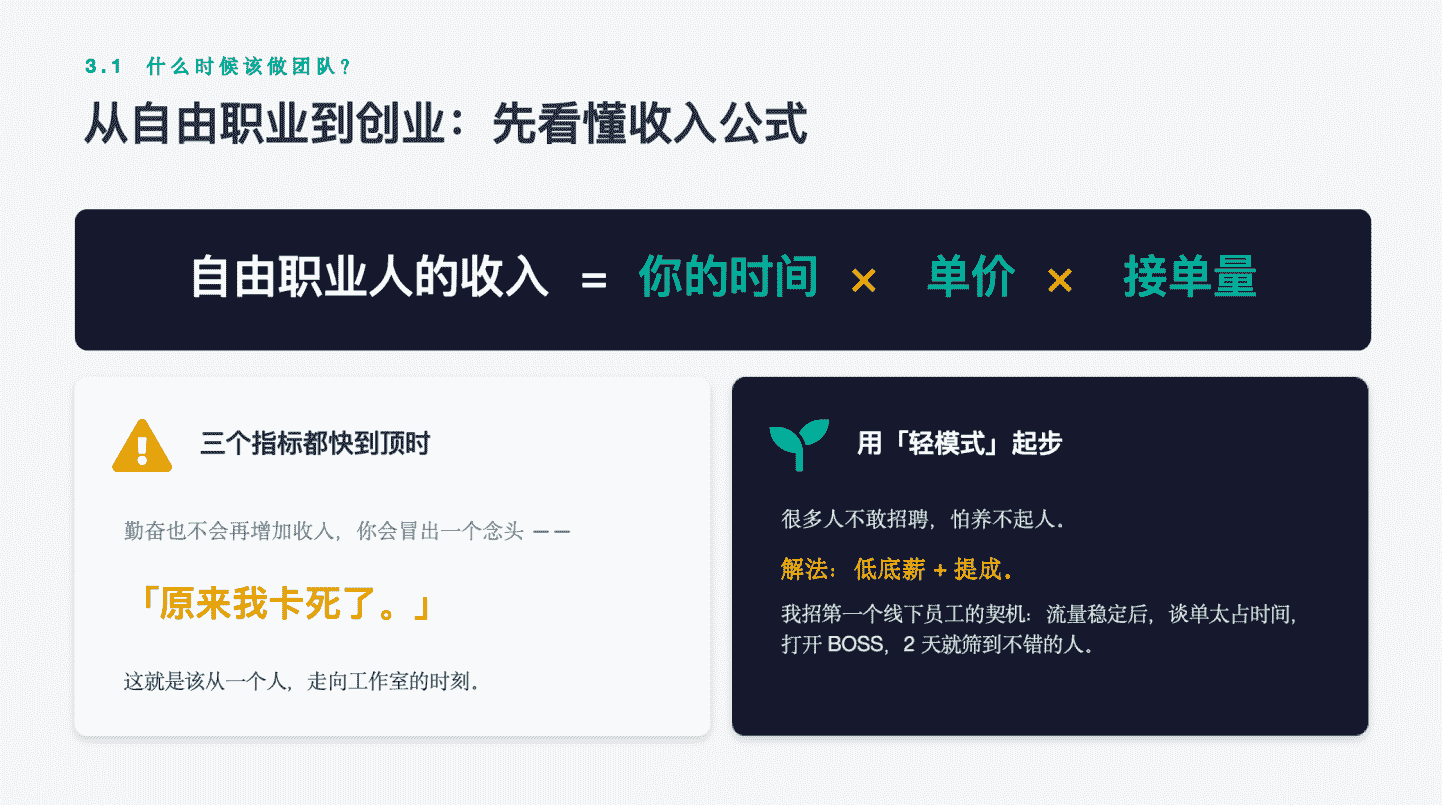 3.1 什么时候该做团队？
从自由职业到创业：先看懂收入公式
自由职业人的收入 = 你的时间 × 单价 × 接单量
三个指标都快到顶时
勤奋也不会再增加收入，你会冒出一个念头 ——
「原来我卡死了。」
这就是该从一个人，走向工作室的时刻。
用「轻模式」起步
很多人不敢招聘，怕养不起人。
解法：低底薪 + 提成。
我招第一个线下员工的契机：流量稳定后，谈单太占时间，
打开 BOSS，2 天就筛到不错的人。